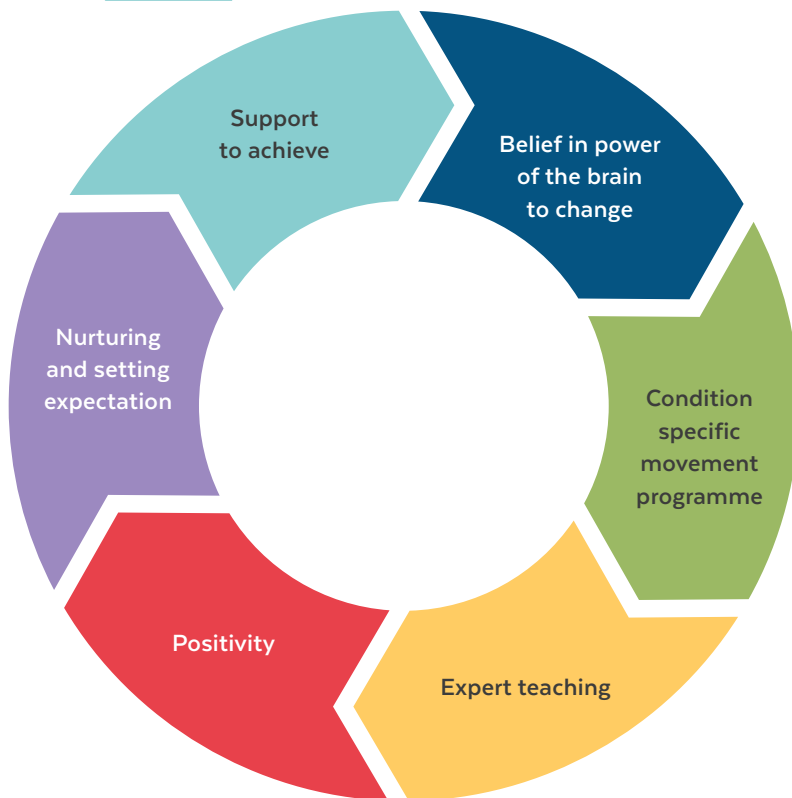 Support
to achieve
Belief in power
of the brain
to change
Nurturing
and setting
expectation
Condition
specific
movement
programme
Positivity
Expert teaching